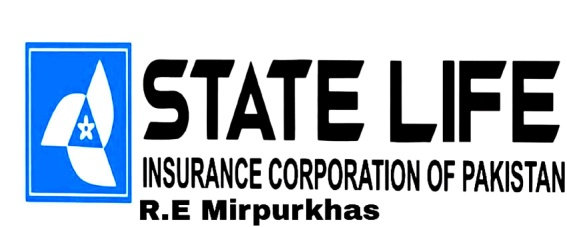 STATE LIFE
INSURANCE CORPORATION OF PAKISTAN
R.E Mirpurkhas